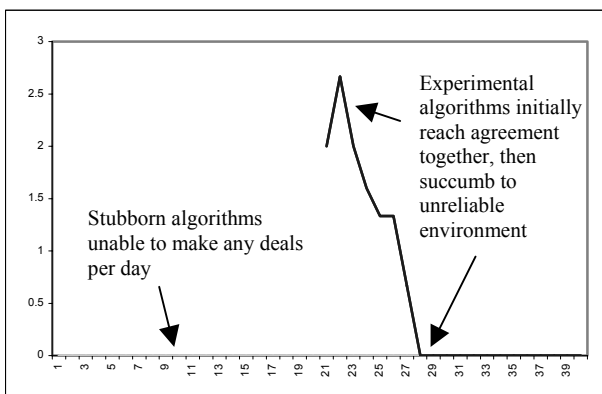 3
2.5
2
1.5
1
0.5
0
Experimental
algorithms initially
reach agreement
together, then
succumb to
unreliable
environment
Stubborn algorithms
unable to make any deals
per day
1 3 5 7 9 11 13 15 17 19 21 23 25 27 29 31 33 35 37 39